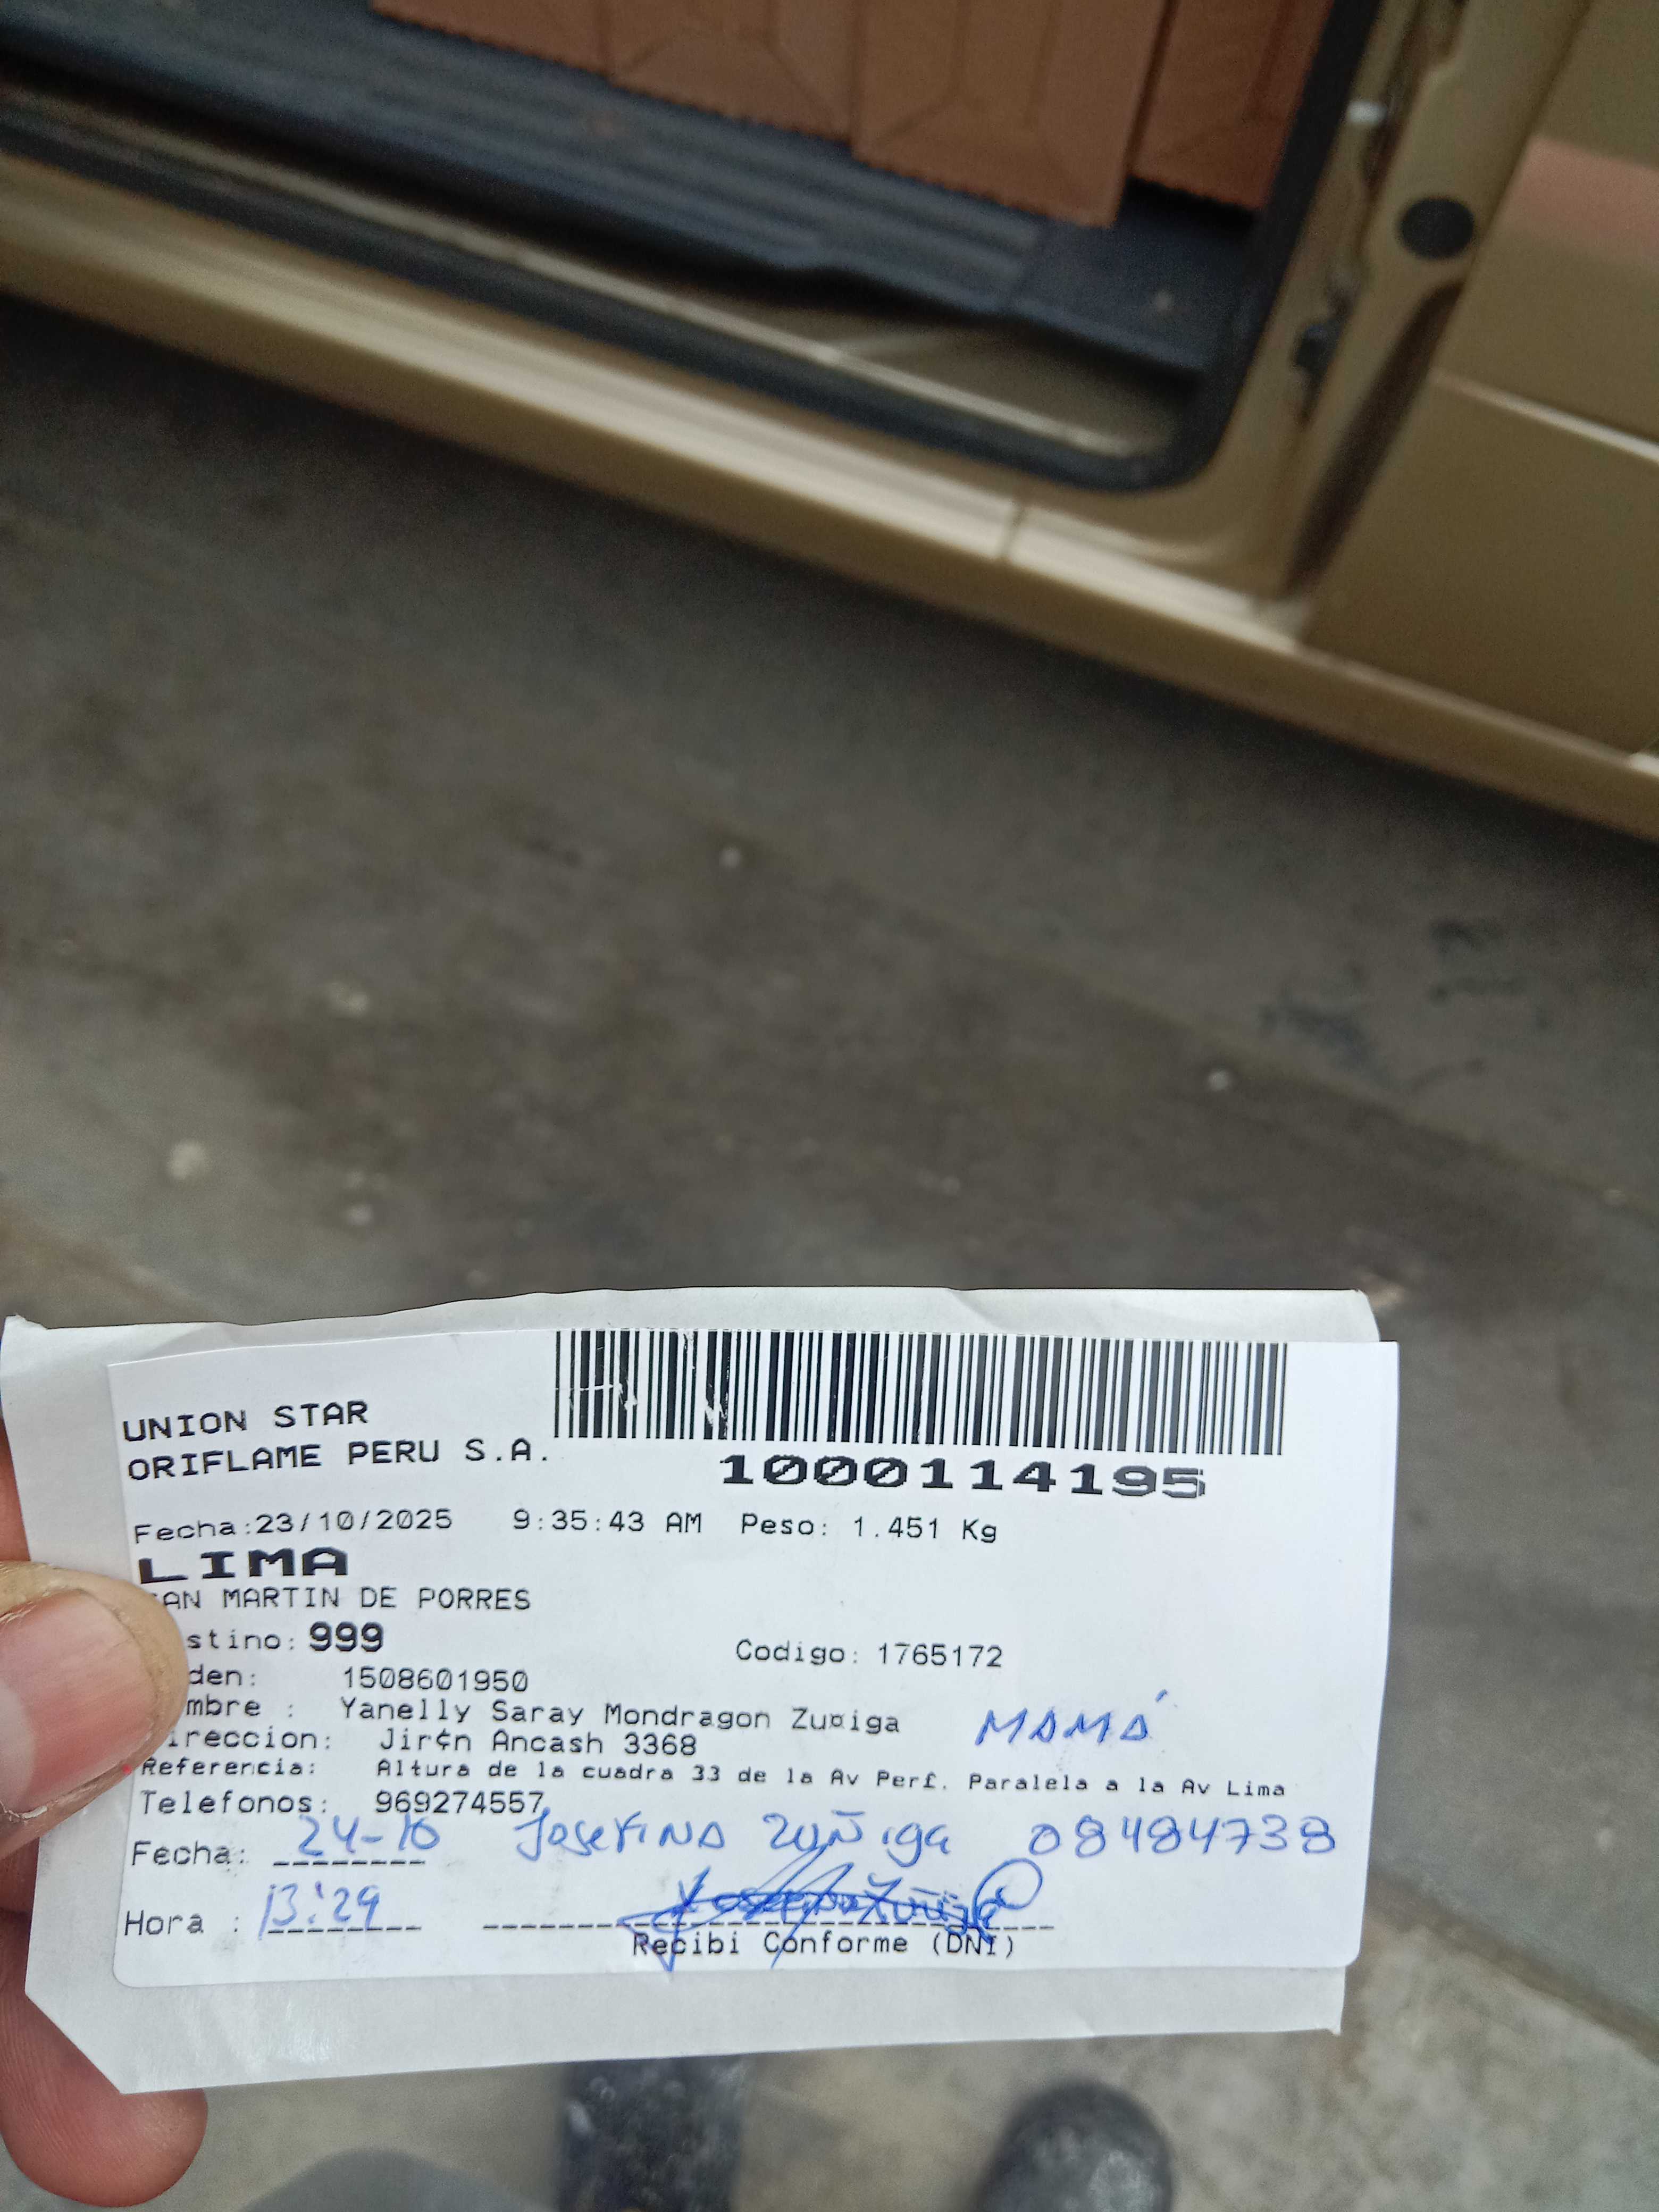 UNION STAR
ORIFLAME PERU S.A.
1000114195
Fecha:23/10/2025 9:35:43 AM Peso: 1.451 Kg
LIMA
AN MARTIN DE PORRES
stino: 999 Codigo: 1765172
den: 1508601950
mbre : Yanelly Saray Mondragon Zu¤iga MAMÁ
ireccion: Jir¢n Ancash 3368
Referencia: Altura de la cuadra 33 de la Av Perf. Paralela a la Av Lima
Telefonos: 969274557
Fecha: 24-10 Josefina Zuñiga 08484738
Hora : 13:29
Recibi Conforme (DNI)